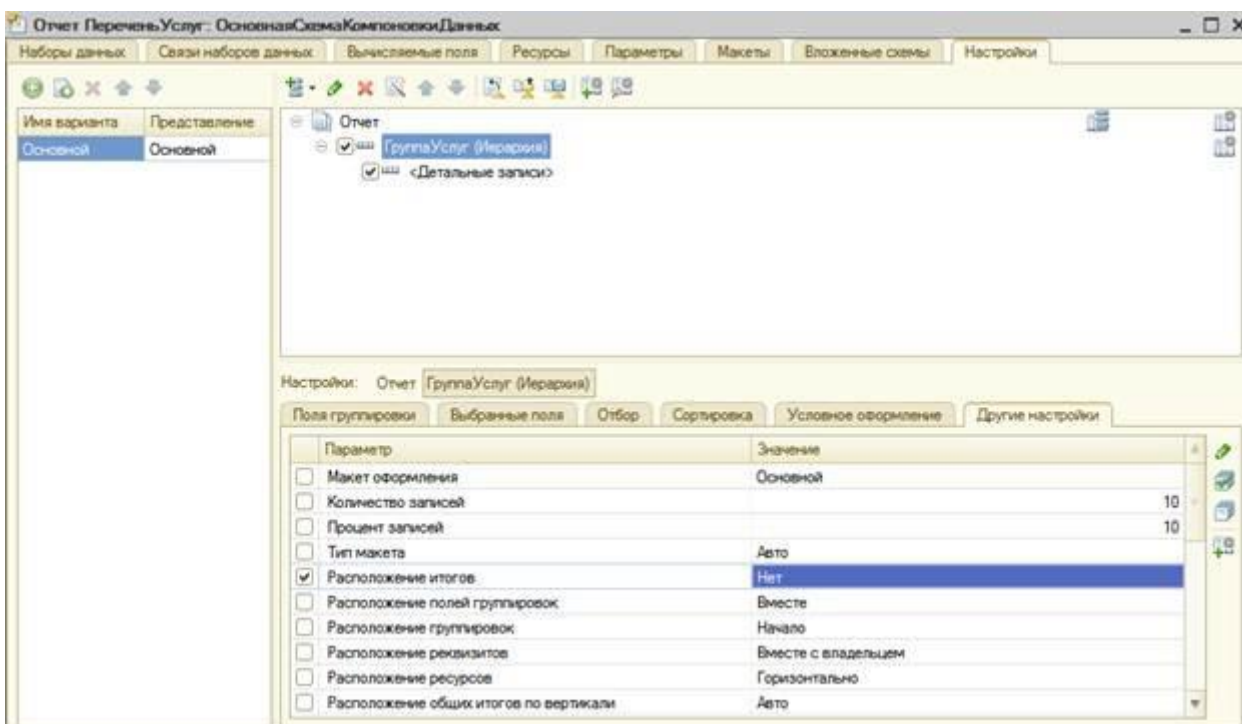 Отчет ПереченьУслуг: ОсновнаяСхемаКомпоновкиДанных
Наборы данных Связи наборов данных Вычисляемые поля Ресурсы Параметры Макеты Вложенные схемы Настройки
Имя варианта Представление
Основной Основной
Отчет
ГруппаУслуг (Иерархия)
<Детальные записи>
Настройки: Отчет ГруппаУслуг (Иерархия)
Поля группировки Выбранные поля Отбор Сортировка Условное оформление Другие настройки
Параметр Значение
Макет оформления Основной
Количество записей 10
Процент записей 10
Тип макета Авто
Расположение итогов Нет
Расположение полей группировок Вместе
Расположение группировок Начало
Расположение реквизитов Вместе с владельцем
Расположение ресурсов Горизонтально
Расположение общих итогов по вертикали Авто